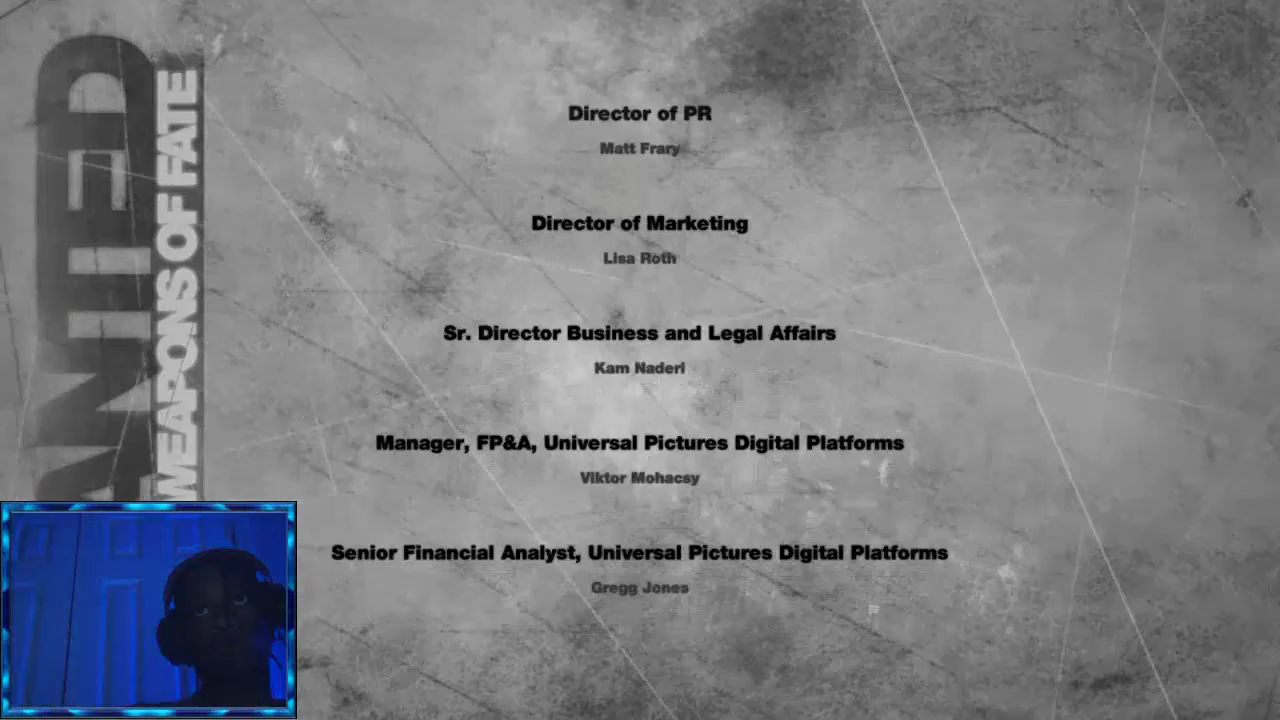 ANTED
WEAPONS OF FATE
Director of PR
Matt Frary
Director of Marketing
Lisa Roth
Sr. Director Business and Legal Affairs
Kam Naderi
Manager, FP&A, Universal Pictures Digital Platforms
Viktor Mohacsy
Senior Financial Analyst, Universal Pictures Digital Platforms
Gregg Jones